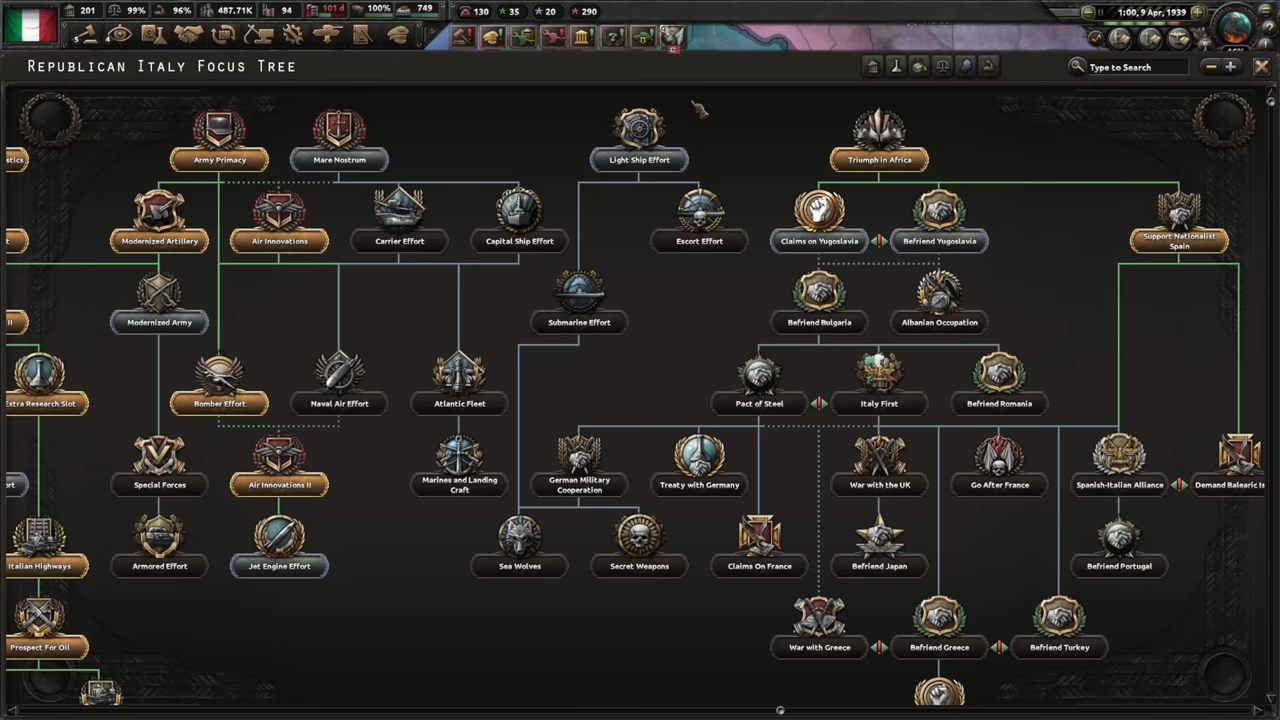 201
99%
96%
487.71K
94
101 d
100%
749
130
35
20
290
1:00, 9 Apr, 1939
Republican Italy Focus Tree
Type to Search
stics
Army Primacy
Mare Nostrum
Light Ship Effort
Triumph in Africa
t
Modernized Artillery
Air Innovations
Carrier Effort
Capital Ship Effort
Escort Effort
Claims on Yugoslavia
Befriend Yugoslavia
Support Nationalist
Spain
II
Modernized Army
Submarine Effort
Befriend Bulgaria
Albanian Occupation
Extra Research Slot
Bomber Effort
Naval Air Effort
Atlantic Fleet
Pact of Steel
Italy First
Befriend Romania
ort
Special Forces
Air Innovations II
Marines and Landing
Craft
German Military
Cooperation
Treaty with Germany
War with the UK
Go After France
Spanish-Italian Alliance
Demand Balearic Is
Italian Highways
Armored Effort
Jet Engine Effort
Sea Wolves
Secret Weapons
Claims On France
Befriend Japan
Befriend Portugal
Prospect For Oil
War with Greece
Befriend Greece
Befriend Turkey